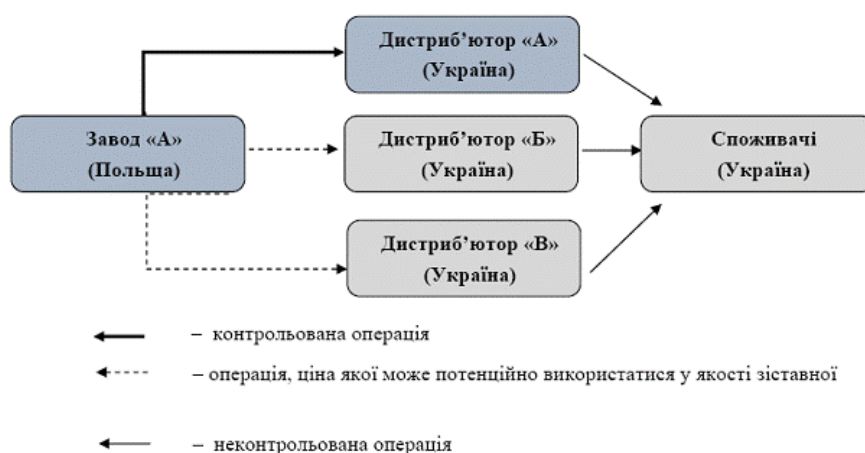 Дистриб’ютор «А»
(Україна)
Завод «А»
(Польща)
Дистриб’ютор «Б»
(Україна)
Споживачі
(Україна)
Дистриб’ютор «В»
(Україна)
– контрольована операція
– операція, ціна якої може потенційно використатися у якості зіставної
– неконтрольована операція